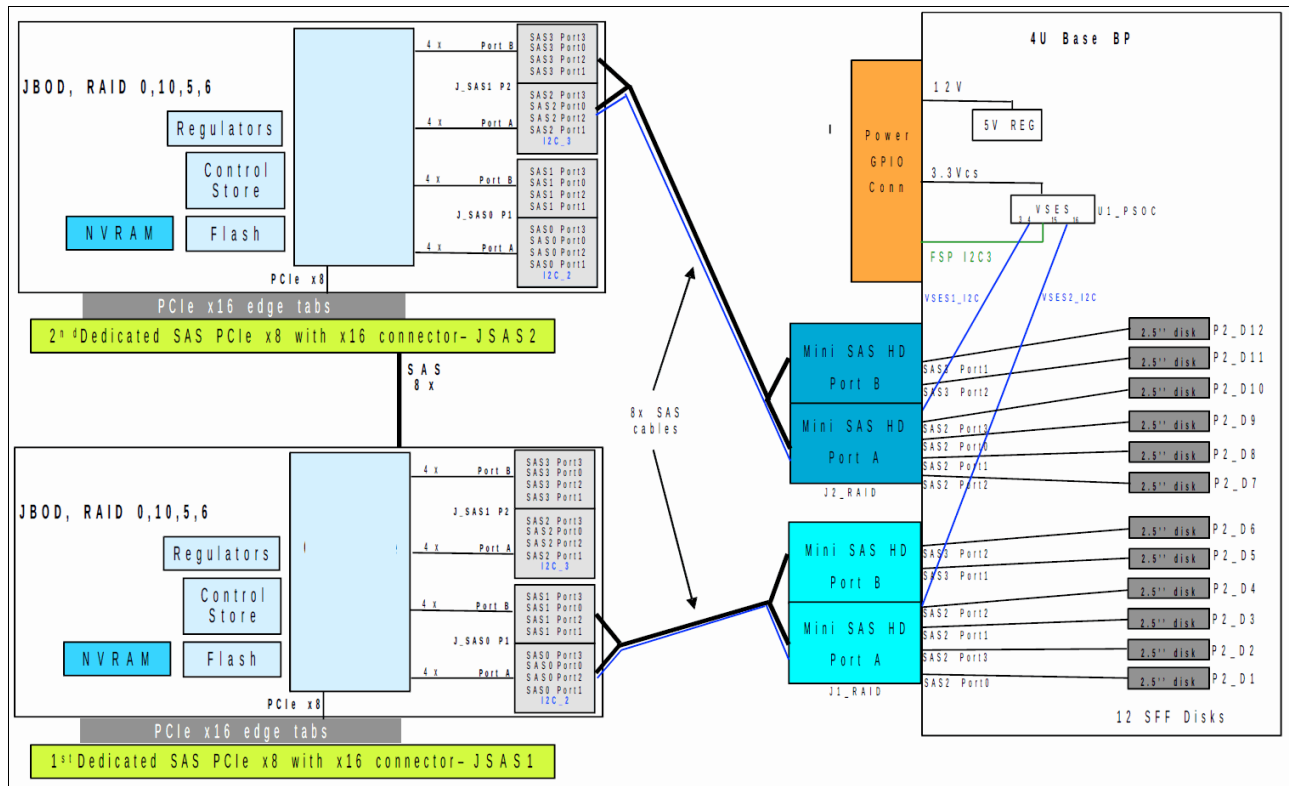 JBOD, RAID 0,10,5,6
Regulators
Control
Store
NVRAM
Flash
PCIe x8
4 x Port B
4 x Port A
4 x Port B
4 x Port A
J_SAS1 P2
J_SAS0 P1
SAS3 Port3
SAS3 Port0
SAS3 Port2
SAS3 Port1
SAS2 Port3
SAS2 Port0
SAS2 Port2
SAS2 Port1
I2C_3
SAS1 Port3
SAS1 Port0
SAS1 Port2
SAS1 Port1
SAS0 Port3
SAS0 Port0
SAS0 Port2
SAS0 Port1
I2C_2
PCIe x16 edge tabs
2nd Dedicated SAS PCIe x8 with x16 connector– JSAS2
SAS
8 x
JBOD, RAID 0,10,5,6
Regulators
Control
Store
NVRAM
Flash
PCIe x8
4 x Port B
4 x Port A
4 x Port B
4 x Port A
J_SAS1 P2
J_SAS0 P1
SAS3 Port3
SAS3 Port0
SAS3 Port2
SAS3 Port1
SAS2 Port3
SAS2 Port0
SAS2 Port2
SAS2 Port1
I2C_3
SAS1 Port3
SAS1 Port0
SAS1 Port2
SAS1 Port1
SAS0 Port3
SAS0 Port0
SAS0 Port2
SAS0 Port1
I2C_2
PCIe x16 edge tabs
1st Dedicated SAS PCIe x8 with x16 connector– JSAS1
8x SAS
cables
4U Base BP
Power
GPIO
Conn
12V
5V REG
3.3Vcs
VSES
3 4 15 16
U1_PSOC
FSP I2C3
VSES1_I2C
VSES2_I2C
Mini SAS HD
Port B
Mini SAS HD
Port A
J2_RAID
SAS3 Port1
SAS3 Port2
SAS2 Port3
SAS2 Port0
SAS2 Port1
SAS2 Port2
2.5'' disk P2_D12
2.5'' disk P2_D11
2.5'' disk P2_D10
2.5'' disk P2_D9
2.5'' disk P2_D8
2.5'' disk P2_D7
Mini SAS HD
Port B
Mini SAS HD
Port A
J1_RAID
SAS3 Port2
SAS3 Port1
SAS2 Port2
SAS2 Port1
SAS2 Port3
SAS2 Port0
2.5'' disk P2_D6
2.5'' disk P2_D5
2.5'' disk P2_D4
2.5'' disk P2_D3
2.5'' disk P2_D2
2.5'' disk P2_D1
12 SFF Disks